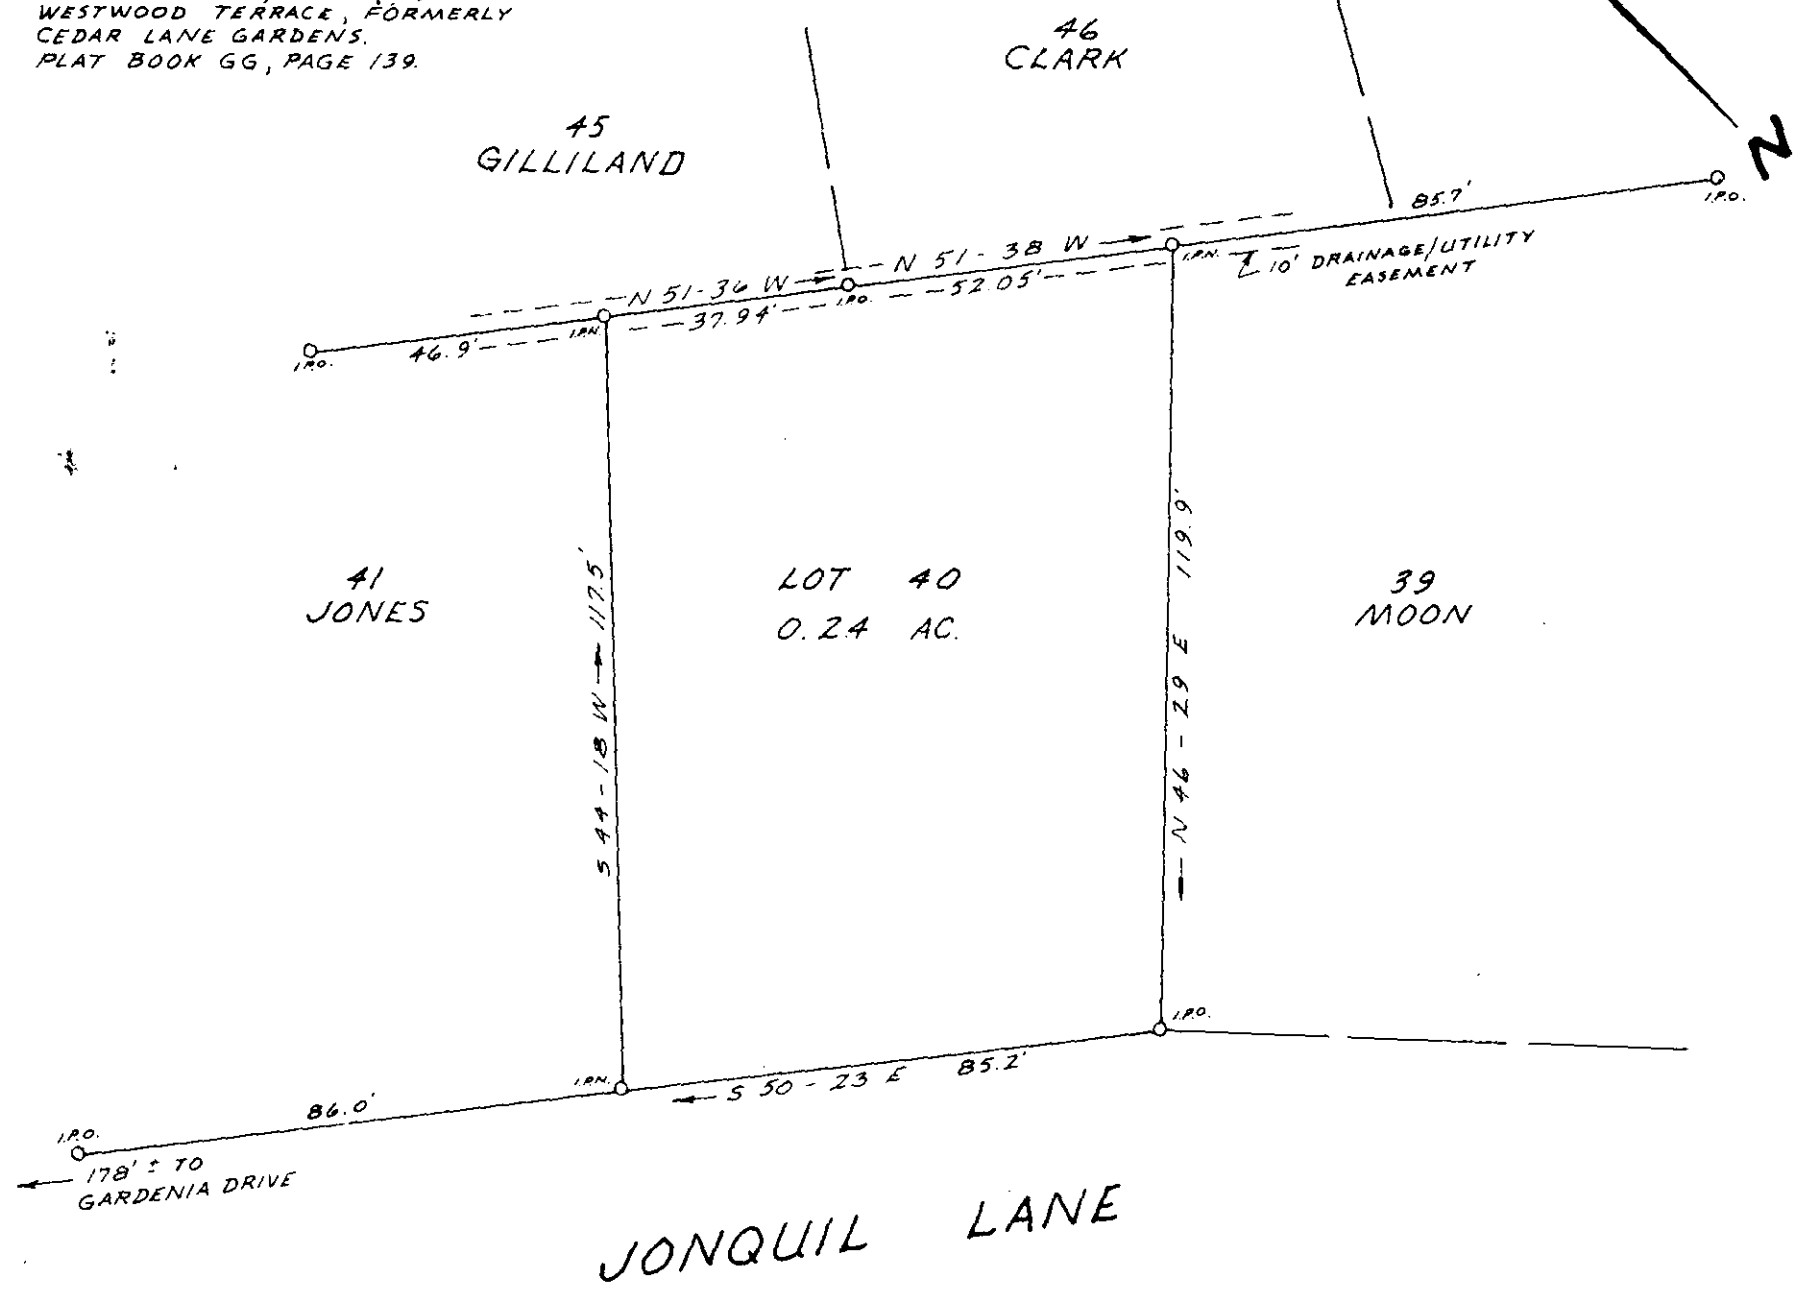 WESTWOOD TERRACE, FORMERLY
CEDAR LANE GARDENS.
PLAT BOOK GG, PAGE 139.
46
CLARK
45
GILLILAND
N
85.7'
I.P.O.
N 51-38 W
I.P.N.
10' DRAINAGE/UTILITY
EASEMENT
N 51-36 W
52.05'
I.P.O.
37.94'
I.P.N.
46.9'
I.P.O.
41
JONES
S 44-18 W 117.5'
LOT 40
0.24 AC.
N 46-29 E 119.9'
39
MOON
I.P.O.
S 50-23 E 85.2'
I.P.N.
86.0'
I.P.O.
178' ± TO
GARDENIA DRIVE
JONQUIL LANE